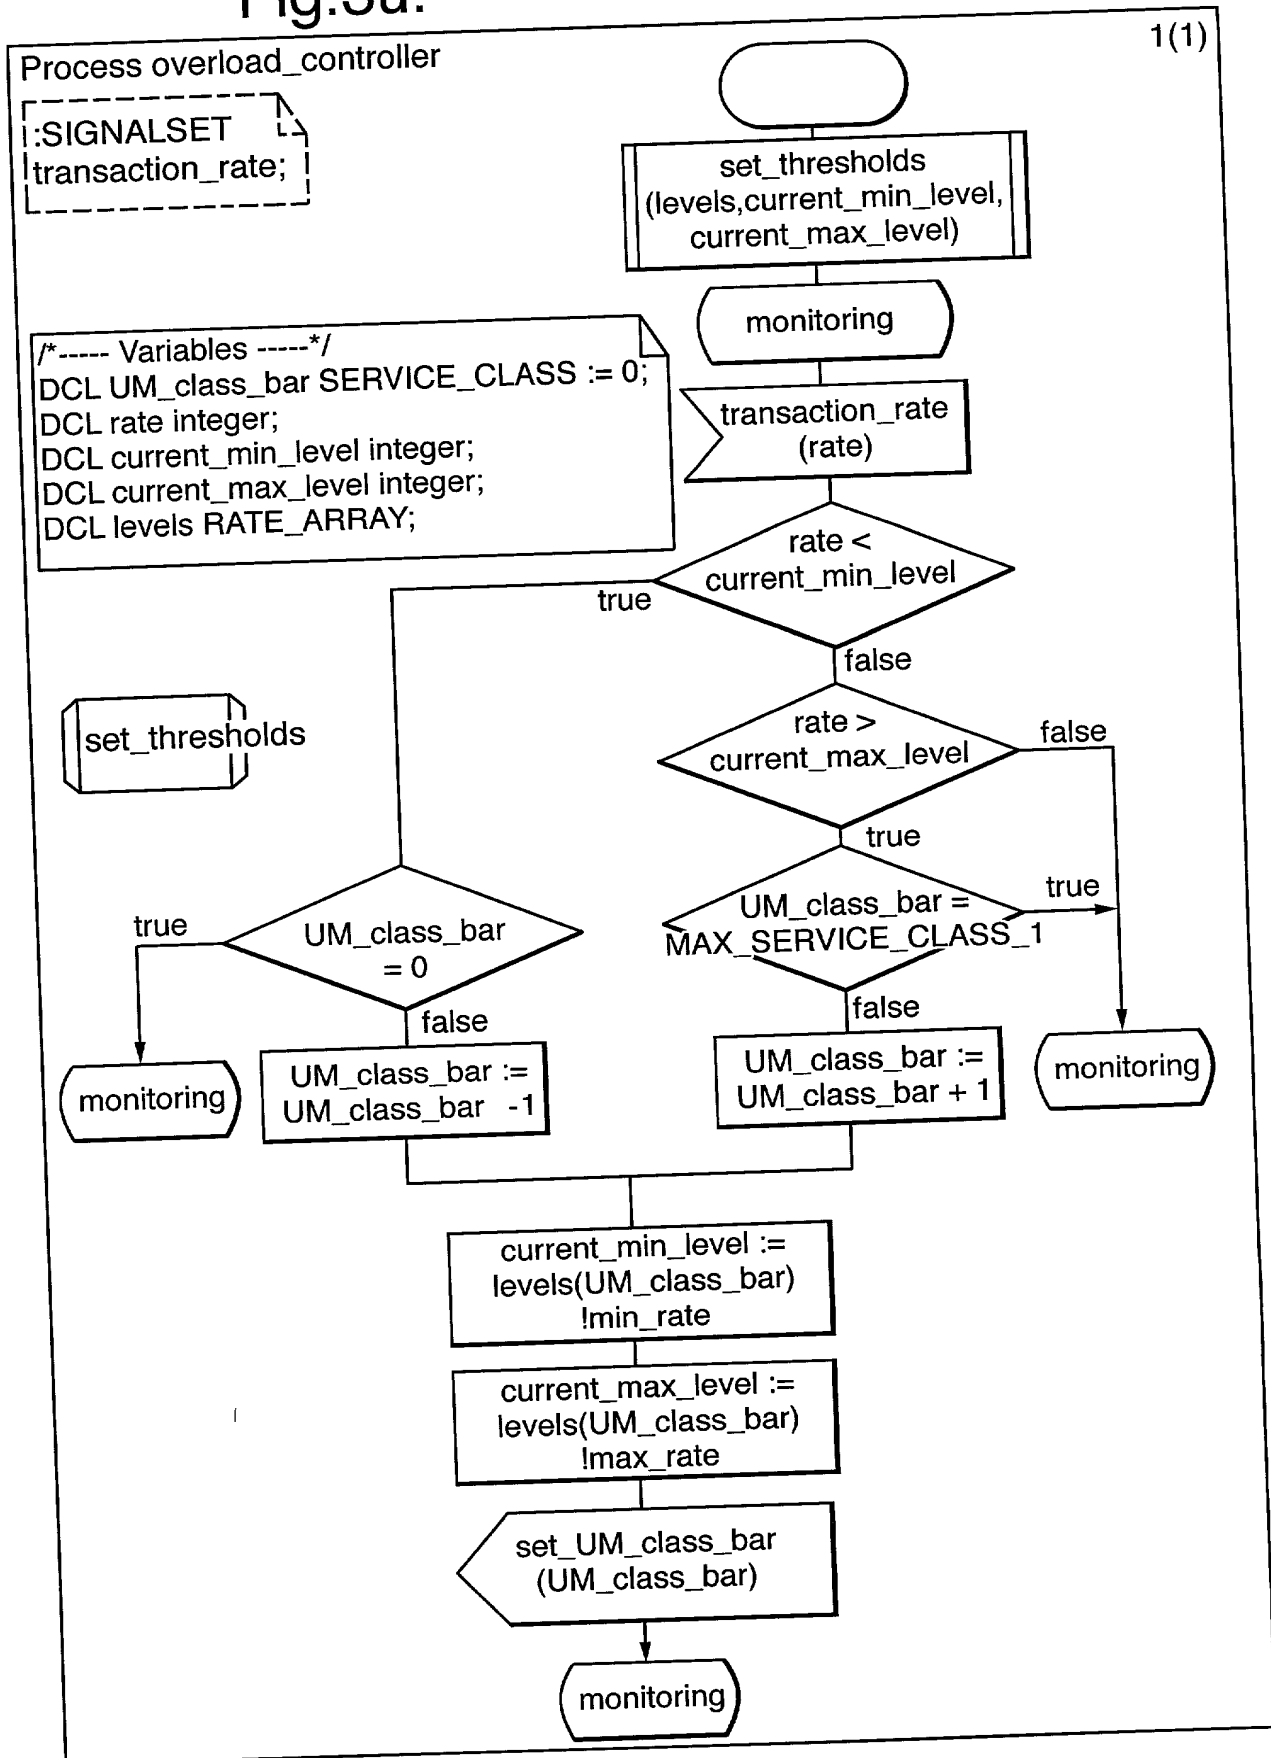 Process overload_controller
1(1)
:SIGNALSET
transaction_rate;
set_thresholds
(levels,current_min_level,
current_max_level)
monitoring
/*----- Variables -----*/
DCL UM_class_bar SERVICE_CLASS := 0;
DCL rate integer;
DCL current_min_level integer;
DCL current_max_level integer;
DCL levels RATE_ARRAY;
transaction_rate
(rate)
rate <
current_min_level
true
false
set_thresholds
rate >
current_max_level
false
true
UM_class_bar =
MAX_SERVICE_CLASS_1
true
false
true
UM_class_bar
= 0
false
monitoring
UM_class_bar :=
UM_class_bar -1
UM_class_bar :=
UM_class_bar + 1
monitoring
current_min_level :=
levels(UM_class_bar)
!min_rate
current_max_level :=
levels(UM_class_bar)
!max_rate
set_UM_class_bar
(UM_class_bar)
monitoring